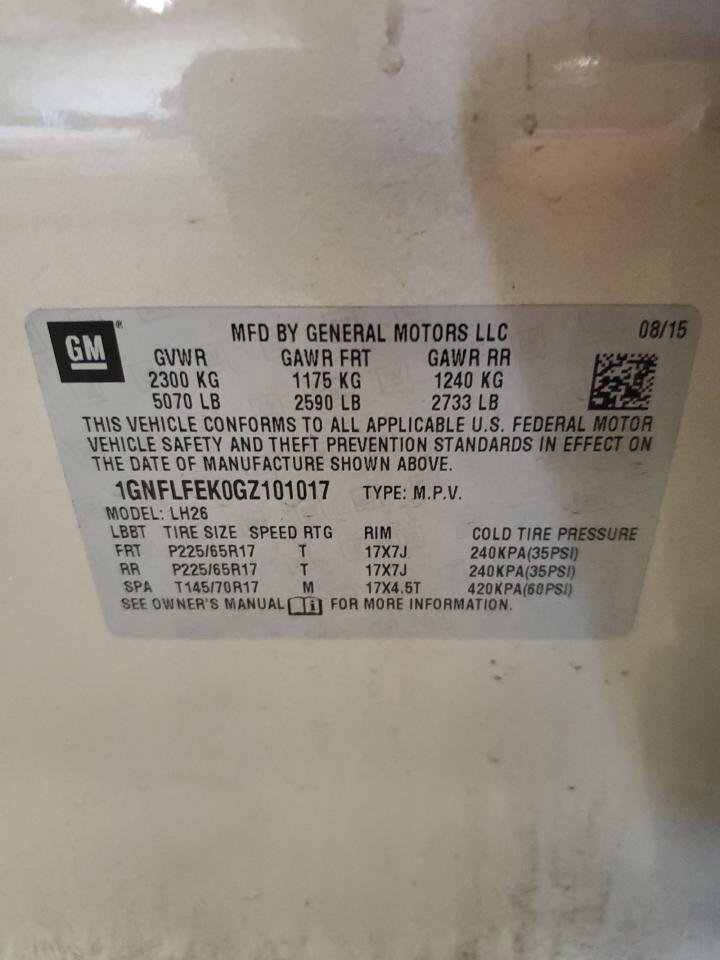 GM® MFD BY GENERAL MOTORS LLC 08/15
GVWR GAWR FRT GAWR RR
2300 KG 1175 KG 1240 KG
5070 LB 2590 LB 2733 LB
THIS VEHICLE CONFORMS TO ALL APPLICABLE U.S. FEDERAL MOTOR
VEHICLE SAFETY AND THEFT PREVENTION STANDARDS IN EFFECT ON
THE DATE OF MANUFACTURE SHOWN ABOVE.
1GNFLFEK0GZ101017 TYPE: M.P.V.
MODEL: LH26
LBBT TIRE SIZE SPEED RTG RIM COLD TIRE PRESSURE
FRT P225/65R17 T 17X7J 240KPA(35PSI)
RR P225/65R17 T 17X7J 240KPA(35PSI)
SPA T145/70R17 M 17X4.5T 420KPA(60PSI)
SEE OWNER'S MANUAL i FOR MORE INFORMATION.